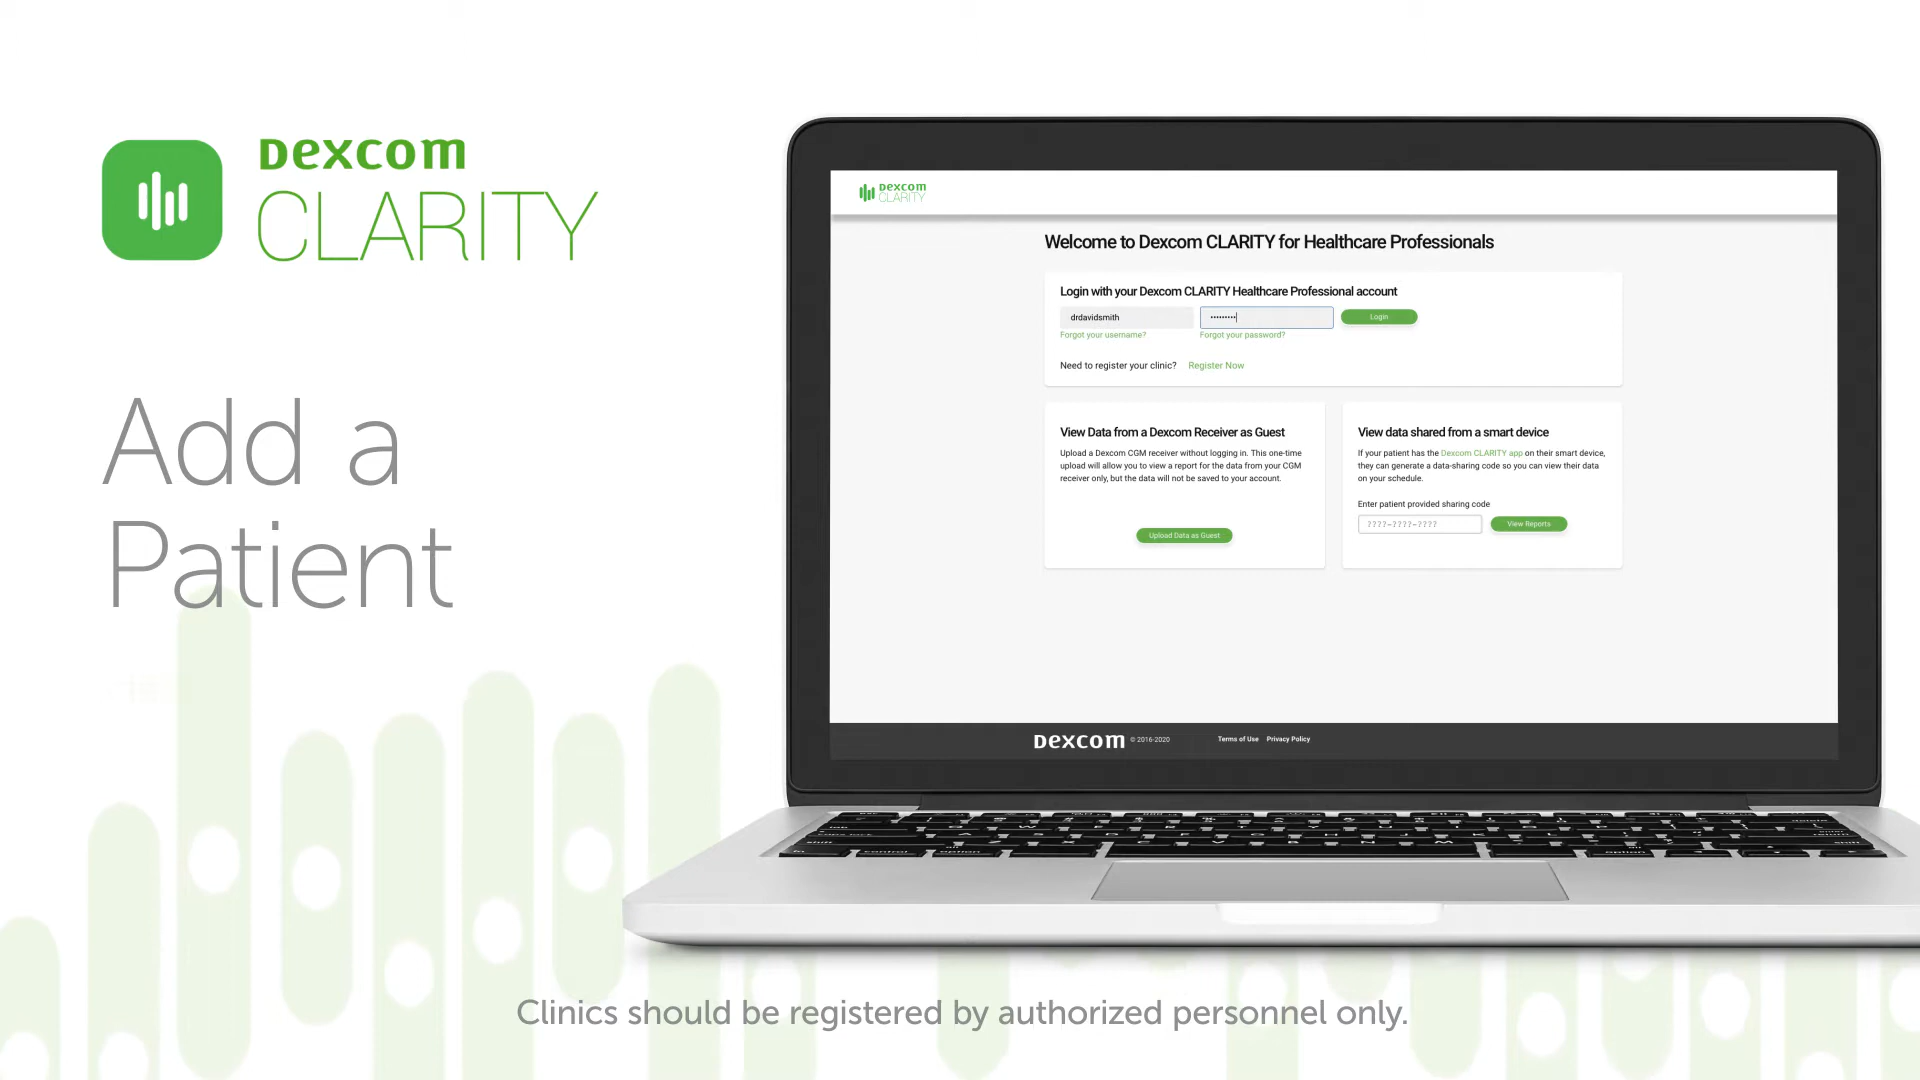 Dexcom
CLARITY
Add a
Patient
Dexcom
CLARITY
Welcome to Dexcom CLARITY for Healthcare Professionals
Login with your Dexcom CLARITY Healthcare Professional account
drdavidsmith
Login
Forgot your username? Forgot your password?
Need to register your clinic? Register Now
View Data from a Dexcom Receiver as Guest
Upload a Dexcom CGM receiver without logging in. This one-time
upload will allow you to view a report for the data from your CGM
receiver only, but the data will not be saved to your account.
Upload Data as Guest
View data shared from a smart device
If your patient has the Dexcom CLARITY app on their smart device,
they can generate a data-sharing code so you can view their data
on your schedule.
Enter patient provided sharing code
????-????-????
View Reports
Dexcom © 2016-2020 Terms of Use Privacy Policy
Clinics should be registered by authorized personnel only.